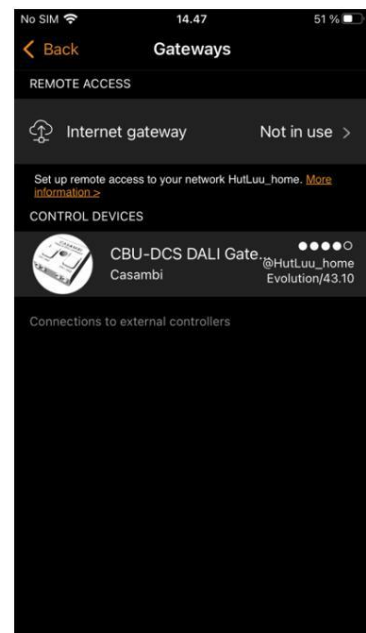 No SIM 14.47 51 %
Back Gateways
REMOTE ACCESS
Internet gateway Not in use >
Set up remote access to your network HutLuu_home. More
information >
CONTROL DEVICES
CBU-DCS DALI Gate...
@HutLuu_home
Casambi
Evolution/43.10
CASAMBI
Connections to external controllers